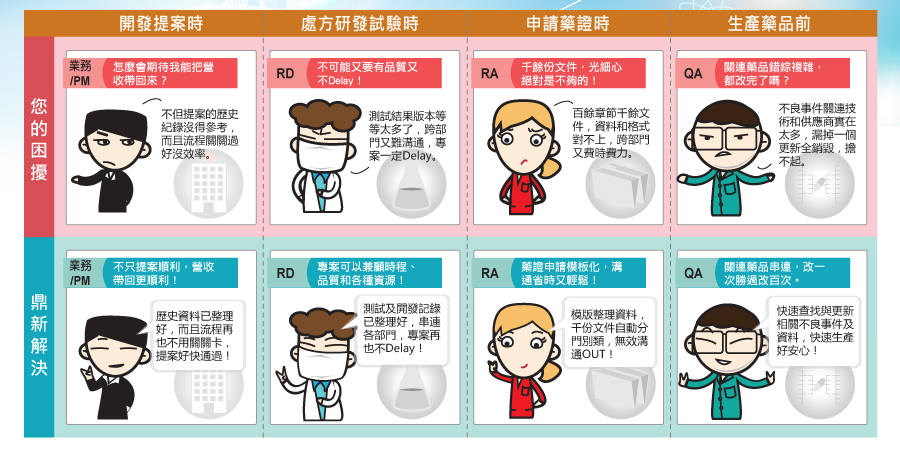 開發提案時
處方研發試驗時
申請藥證時
生產藥品前
您的困擾
業務
/PM
怎麼會期待我能把營
收帶回來？
不但提案的歷史
紀錄沒得參考，
而且流程關關過
好沒效率。
RD
不可能又要有品質又
不Delay！
測試結果版本等
等太多了，跨部
門又難溝通，專
案一定Delay。
RA
千餘份文件，光細心
絕對是不夠的！
百餘章節千餘文
件，資料和格式
對不上，跨部門
又費時費力。
QA
關連藥品錯綜複雜，
都改完了嗎？
不良事件關連技
術和供應商實在
太多，漏掉一個
更新全銷毀，擔
不起。
鼎新解決
業務
/PM
不只提案順利，營收
帶回更順利！
歷史資料已整理
好，而且流程再
也不用關關卡，
提案好快通過！
RD
專案可以兼顧時程、
品質和各種資源！
測試及開發記錄
已整理好，串連
各部門，專案再
也不Delay！
RA
藥證申請模板化，溝
通省時又輕鬆！
模版整理資料，
千份文件自動分
門別類，無效溝
通OUT！
QA
關連藥品串連，改一
次勝過改百次。
快速查找與更新
相關不良事件及
資料，快速生產
好安心！